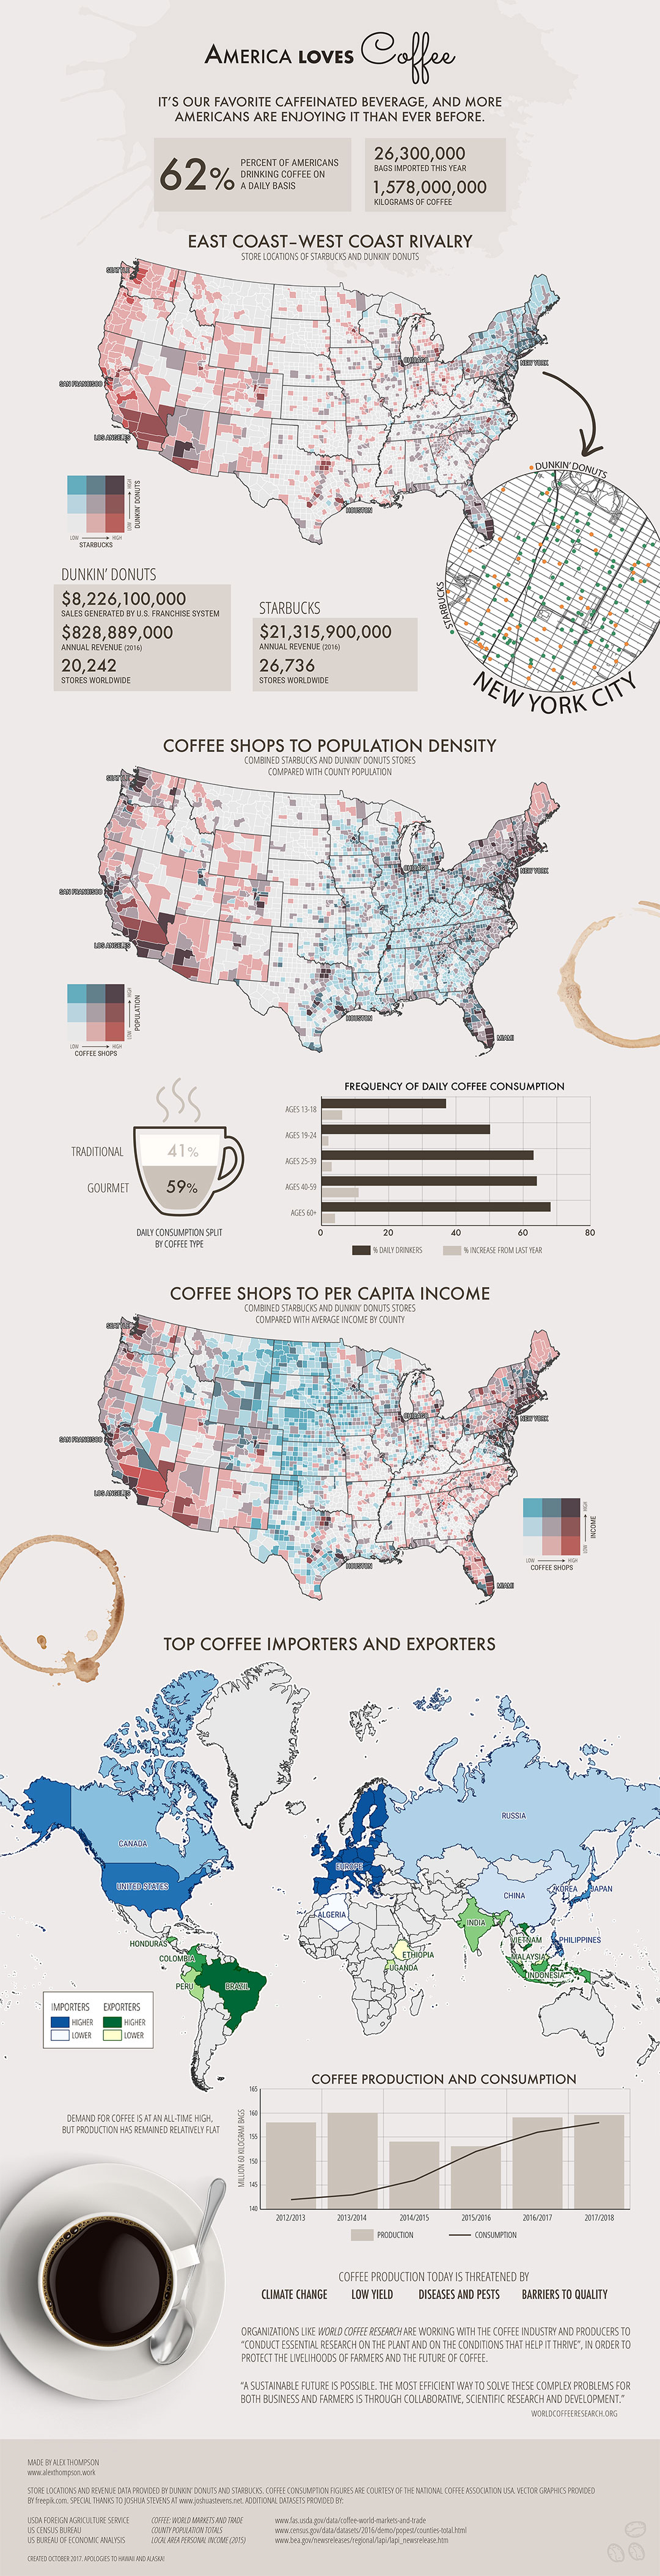 AMERICA LOVES Coffee
IT'S OUR FAVORITE CAFFEINATED BEVERAGE, AND MORE
AMERICANS ARE ENJOYING IT THAN EVER BEFORE.
62%
PERCENT OF AMERICANS
DRINKING COFFEE ON
A DAILY BASIS
26,300,000
BAGS IMPORTED THIS YEAR
1,578,000,000
KILOGRAMS OF COFFEE
EAST COAST–WEST COAST RIVALRY
STORE LOCATIONS OF STARBUCKS AND DUNKIN' DONUTS
SEATTLE
CHICAGO
NEW YORK
SAN FRANCISCO
LOS ANGELES
HOUSTON
DUNKIN' DONUTS
LOW
HIGH
LOW
HIGH
STARBUCKS
DUNKIN' DONUTS
STARBUCKS
NEW YORK CITY
DUNKIN' DONUTS
$8,226,100,000
SALES GENERATED BY U.S. FRANCHISE SYSTEM
$828,889,000
ANNUAL REVENUE (2016)
20,242
STORES WORLDWIDE
STARBUCKS
$21,315,900,000
ANNUAL REVENUE (2016)
26,736
STORES WORLDWIDE
COFFEE SHOPS TO POPULATION DENSITY
COMBINED STARBUCKS AND DUNKIN' DONUTS STORES
COMPARED WITH COUNTY POPULATION
SEATTLE
CHICAGO
NEW YORK
SAN FRANCISCO
LOS ANGELES
HOUSTON
MIAMI
POPULATION
LOW
HIGH
LOW
HIGH
COFFEE SHOPS
TRADITIONAL
41%
GOURMET
59%
DAILY CONSUMPTION SPLIT
BY COFFEE TYPE
FREQUENCY OF DAILY COFFEE CONSUMPTION
AGES 13-18
AGES 19-24
AGES 25-39
AGES 40-59
AGES 60+
0 20 40 60 80
% DAILY DRINKERS
% INCREASE FROM LAST YEAR
COFFEE SHOPS TO PER CAPITA INCOME
COMBINED STARBUCKS AND DUNKIN' DONUTS STORES
COMPARED WITH AVERAGE INCOME BY COUNTY
SEATTLE
CHICAGO
NEW YORK
SAN FRANCISCO
LOS ANGELES
HOUSTON
MIAMI
INCOME
LOW
HIGH
LOW
HIGH
COFFEE SHOPS
TOP COFFEE IMPORTERS AND EXPORTERS
RUSSIA
CANADA
EUROPE
UNITED STATES
KOREA
JAPAN
CHINA
ALGERIA
INDIA
HONDURAS
VIETNAM
PHILIPPINES
COLOMBIA
ETHIOPIA
MALAYSIA
UGANDA
INDONESIA
PERU
BRAZIL
IMPORTERS
EXPORTERS
HIGHER
HIGHER
LOWER
LOWER
COFFEE PRODUCTION AND CONSUMPTION
DEMAND FOR COFFEE IS AT AN ALL-TIME HIGH,
BUT PRODUCTION HAS REMAINED RELATIVELY FLAT
MILLION 60 KILOGRAM BAGS
165
160
155
150
145
140
2012/2013 2013/2014 2014/2015 2015/2016 2016/2017 2017/2018
PRODUCTION
CONSUMPTION
COFFEE PRODUCTION TODAY IS THREATENED BY
CLIMATE CHANGE LOW YIELD DISEASES AND PESTS BARRIERS TO QUALITY
ORGANIZATIONS LIKE WORLD COFFEE RESEARCH ARE WORKING WITH THE COFFEE INDUSTRY AND PRODUCERS TO
"CONDUCT ESSENTIAL RESEARCH ON THE PLANT AND ON THE CONDITIONS THAT HELP IT THRIVE", IN ORDER TO
PROTECT THE LIVELIHOODS OF FARMERS AND THE FUTURE OF COFFEE.
"A SUSTAINABLE FUTURE IS POSSIBLE. THE MOST EFFICIENT WAY TO SOLVE THESE COMPLEX PROBLEMS FOR
BOTH BUSINESS AND FARMERS IS THROUGH COLLABORATIVE, SCIENTIFIC RESEARCH AND DEVELOPMENT."
WORLDCOFFEERESEARCH.ORG
MADE BY ALEX THOMPSON
www.alexthompson.work
STORE LOCATIONS AND REVENUE DATA PROVIDED BY DUNKIN' DONUTS AND STARBUCKS. COFFEE CONSUMPTION FIGURES ARE COURTESY OF THE NATIONAL COFFEE ASSOCIATION USA. VECTOR GRAPHICS PROVIDED
BY freepik.com. SPECIAL THANKS TO JOSHUA STEVENS AT www.joshuastevens.net. ADDITIONAL DATASETS PROVIDED BY:
USDA FOREIGN AGRICULTURE SERVICE COFFEE: WORLD MARKETS AND TRADE www.fas.usda.gov/data/coffee-world-markets-and-trade
US CENSUS BUREAU COUNTY POPULATION TOTALS www.census.gov/data/datasets/2016/demo/popest/counties-total.html
US BUREAU OF ECONOMIC ANALYSIS LOCAL AREA PERSONAL INCOME (2015) www.bea.gov/newsreleases/regional/lapi/lapi_newsrelease.htm
CREATED OCTOBER 2017. APOLOGIES TO HAWAII AND ALASKA!